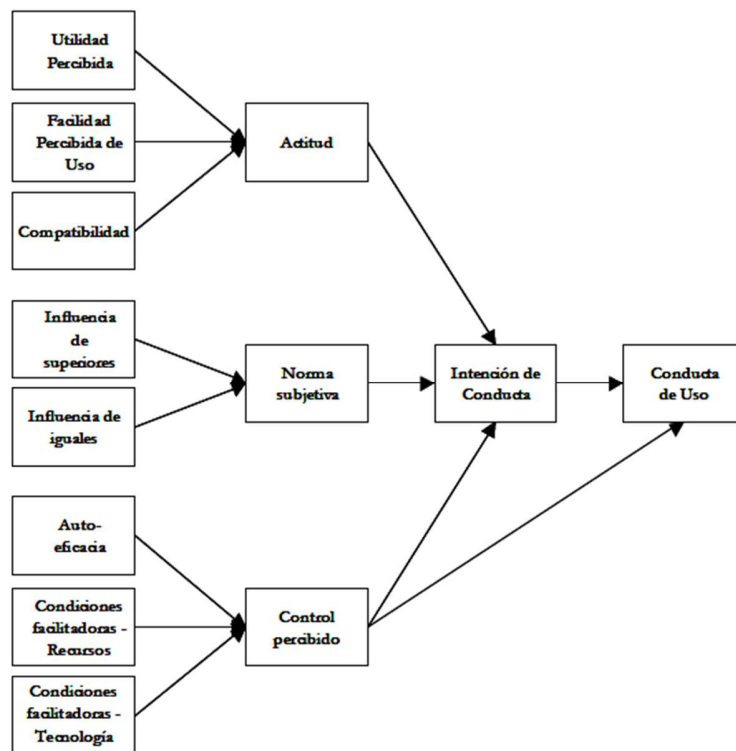 Utilidad
Percibida
Facilidad
Percibida de
Uso
Compatibilidad
Actitud
Influencia
de
superiores
Influencia de
iguales
Norma
subjetiva
Intención de
Conducta
Conducta
de Uso
Auto-
eficacia
Condiciones
facilitadoras -
Recursos
Condiciones
facilitadoras -
Tecnología
Control
percibido